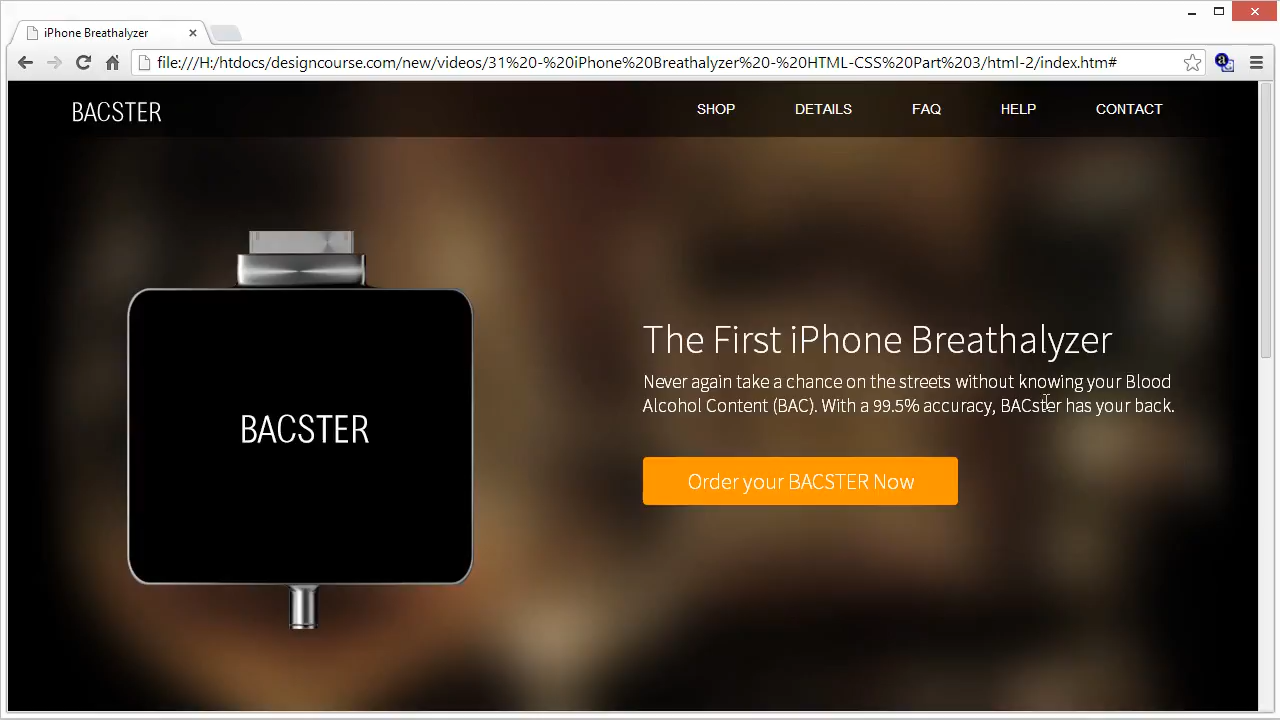 iPhone Breathalyzer
file:///H:/htdocs/designcourse.com/new/videos/31%20-%20iPhone%20Breathalyzer%20-%20HTML-CSS%20Part%203/html-2/index.htm#
BACSTER
SHOP DETAILS FAQ HELP CONTACT
The First iPhone Breathalyzer
Never again take a chance on the streets without knowing your Blood
Alcohol Content (BAC). With a 99.5% accuracy, BACster has your back.
BACSTER
Order your BACSTER Now